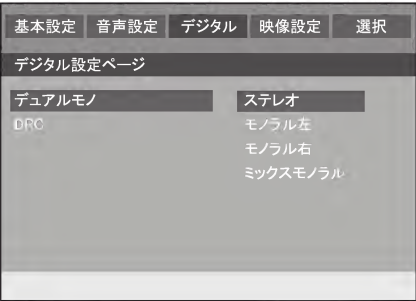 基本設定 音声設定 デジタル 映像設定 選択
デジタル設定ページ
デュアルモノ ステレオ
DRC モノラル左
モノラル右
ミックスモノラル